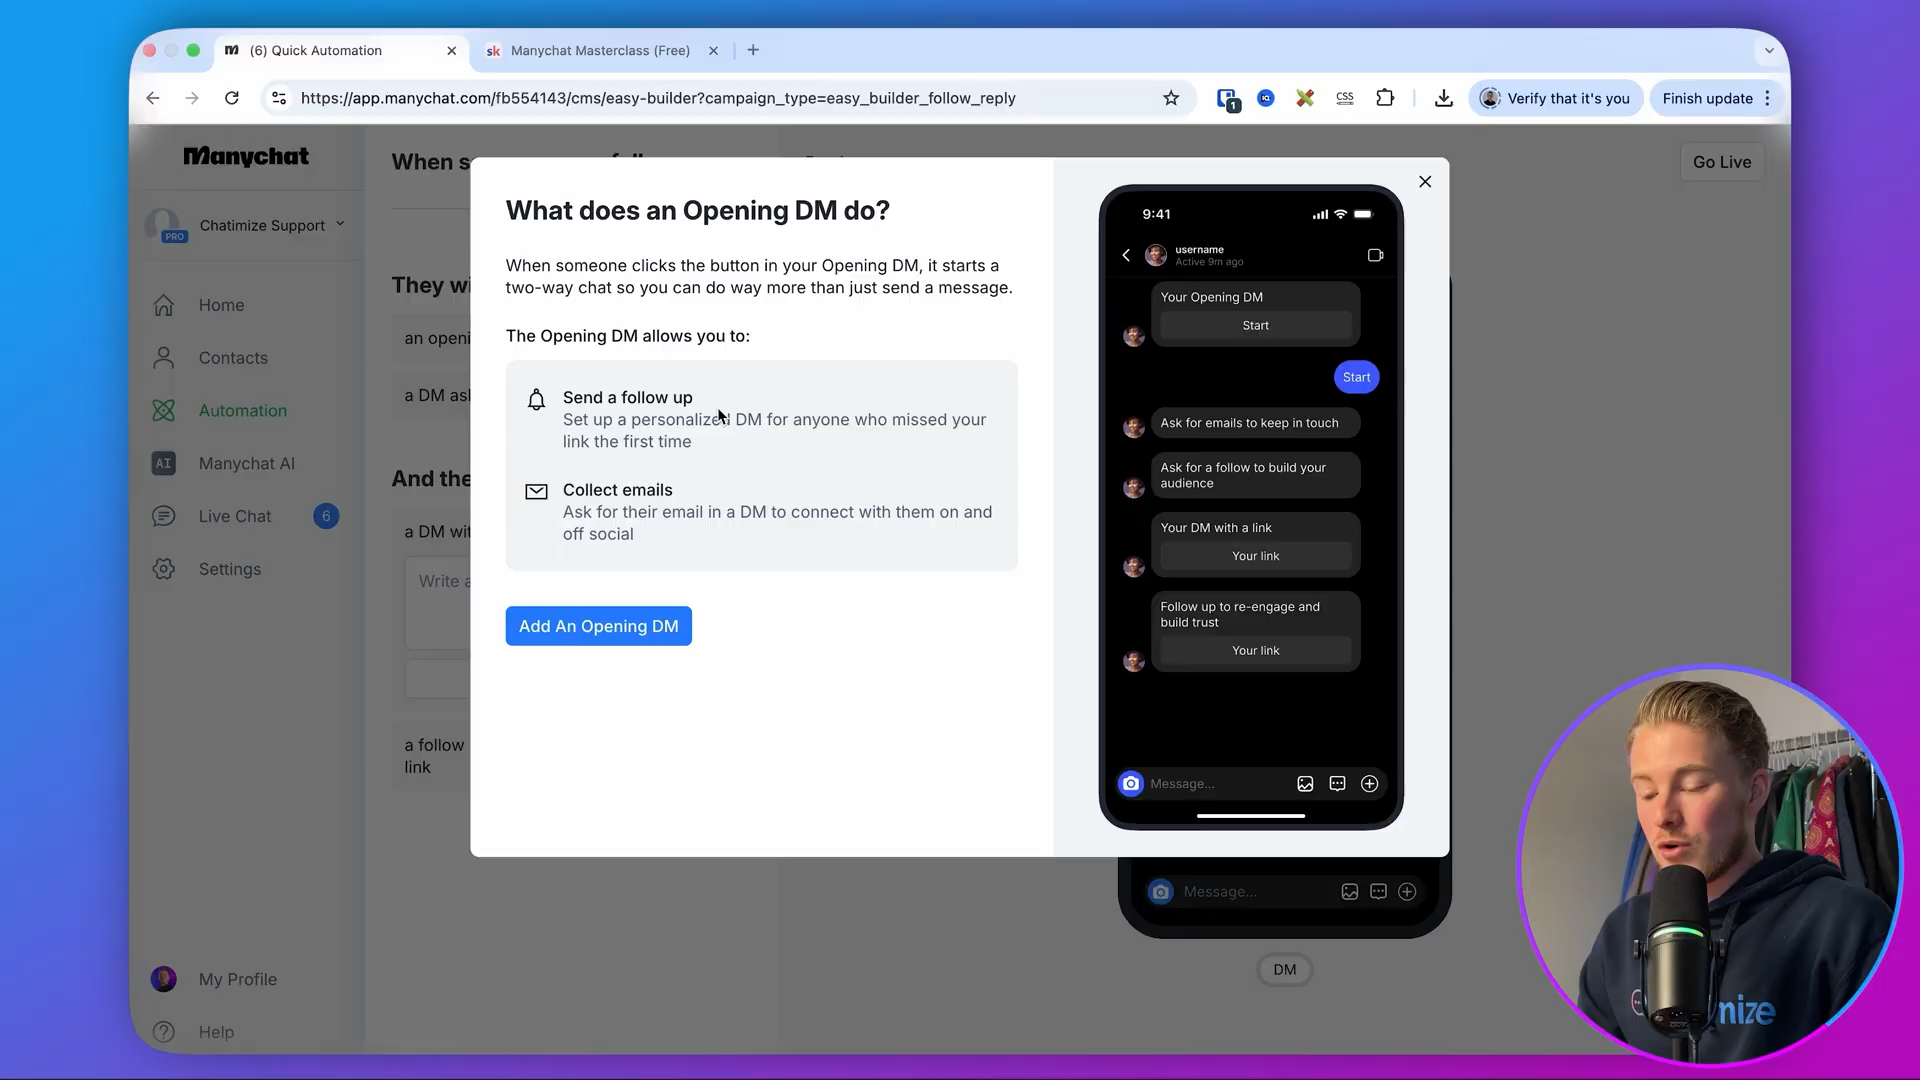 (6) Quick Automation
sk Manychat Masterclass (Free)
https://app.manychat.com/fb554143/cms/easy-builder?campaign_type=easy_builder_follow_reply
1
CSS
Verify that it's you
Finish update
Manychat
Chatimize Support
PRO
Home
Contacts
Automation
AI Manychat AI
Live Chat 6
Settings
My Profile
Help
When s
Go Live
They wi
an openi
a DM as
And the
a DM wit
Write a
a follow
link
What does an Opening DM do?
When someone clicks the button in your Opening DM, it starts a
two-way chat so you can do way more than just send a message.
The Opening DM allows you to:
Send a follow up
Set up a personalized DM for anyone who missed your
link the first time
Collect emails
Ask for their email in a DM to connect with them on and
off social
Add An Opening DM
9:41
username
Active 9m ago
Your Opening DM
Start
Start
Ask for emails to keep in touch
Ask for a follow to build your
audience
Your DM with a link
Your link
Follow up to re-engage and
build trust
Your link
Message...
Message...
DM
mize